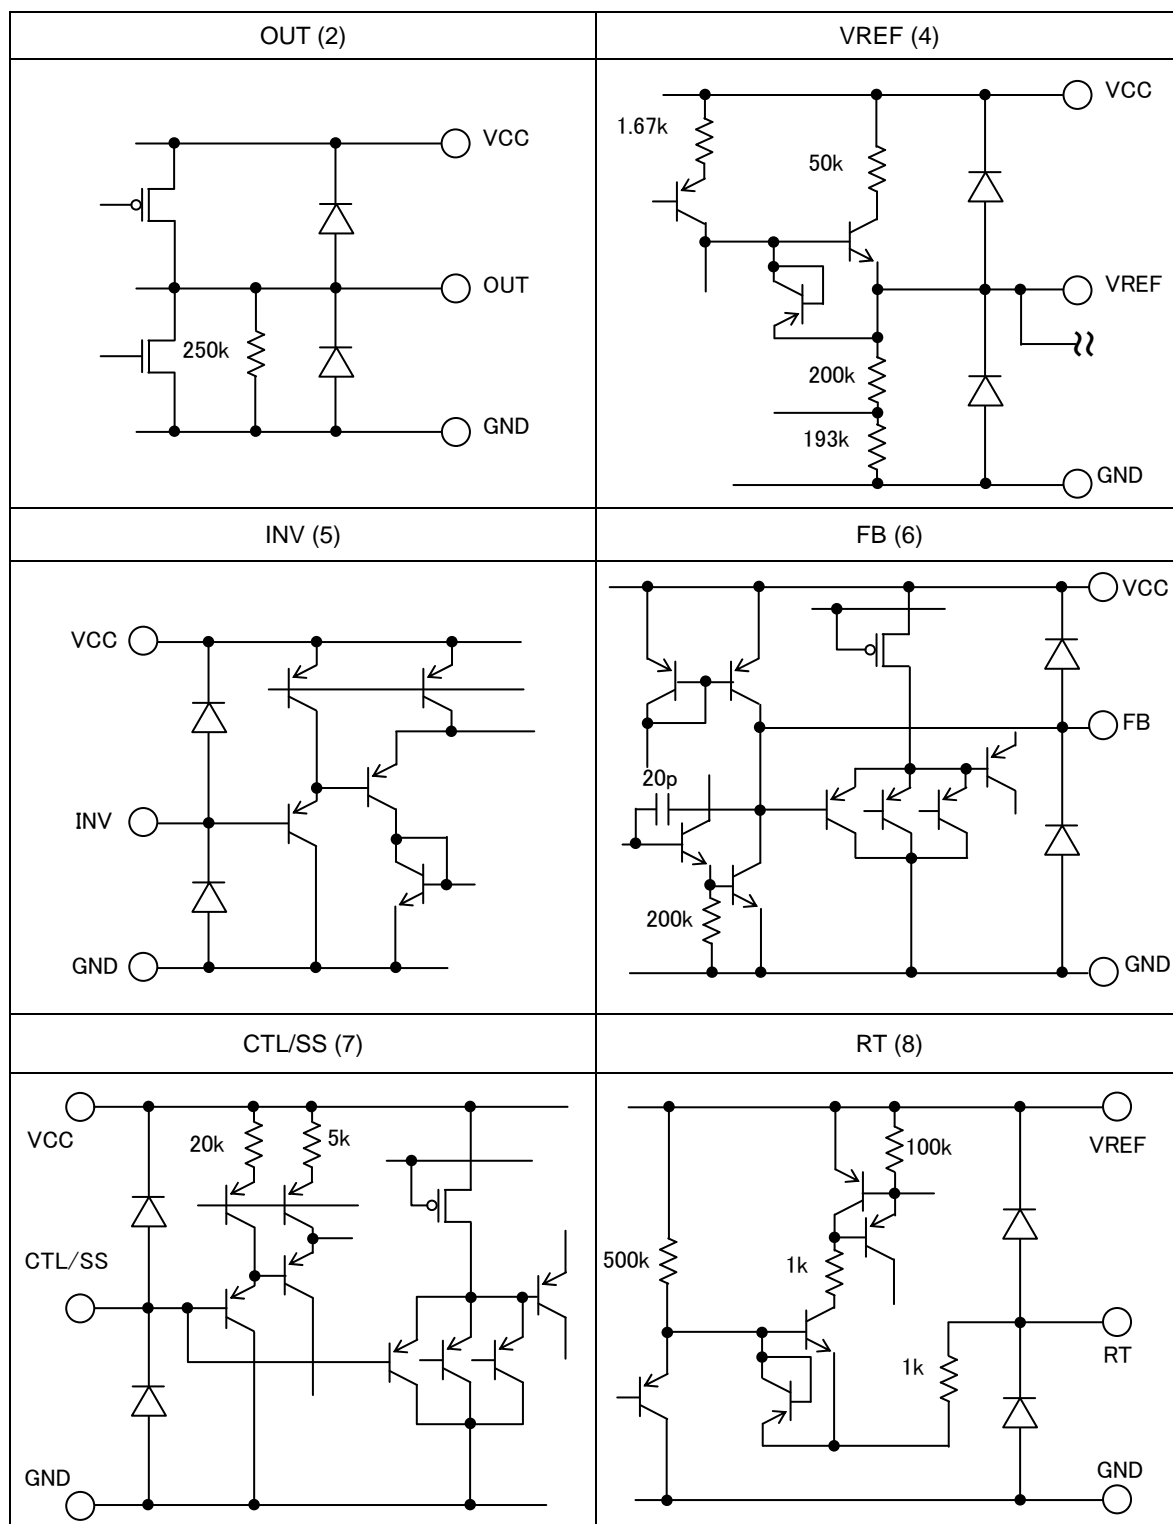 OUT (2)
VREF (4)
VCC
OUT
250k
GND
VCC
1.67k
50k
VREF
200k
193k
GND
INV (5)
FB (6)
VCC
INV
GND
VCC
FB
20p
200k
GND
CTL/SS (7)
RT (8)
VCC
20k
5k
CTL/SS
GND
VREF
100k
500k
1k
1k
RT
GND